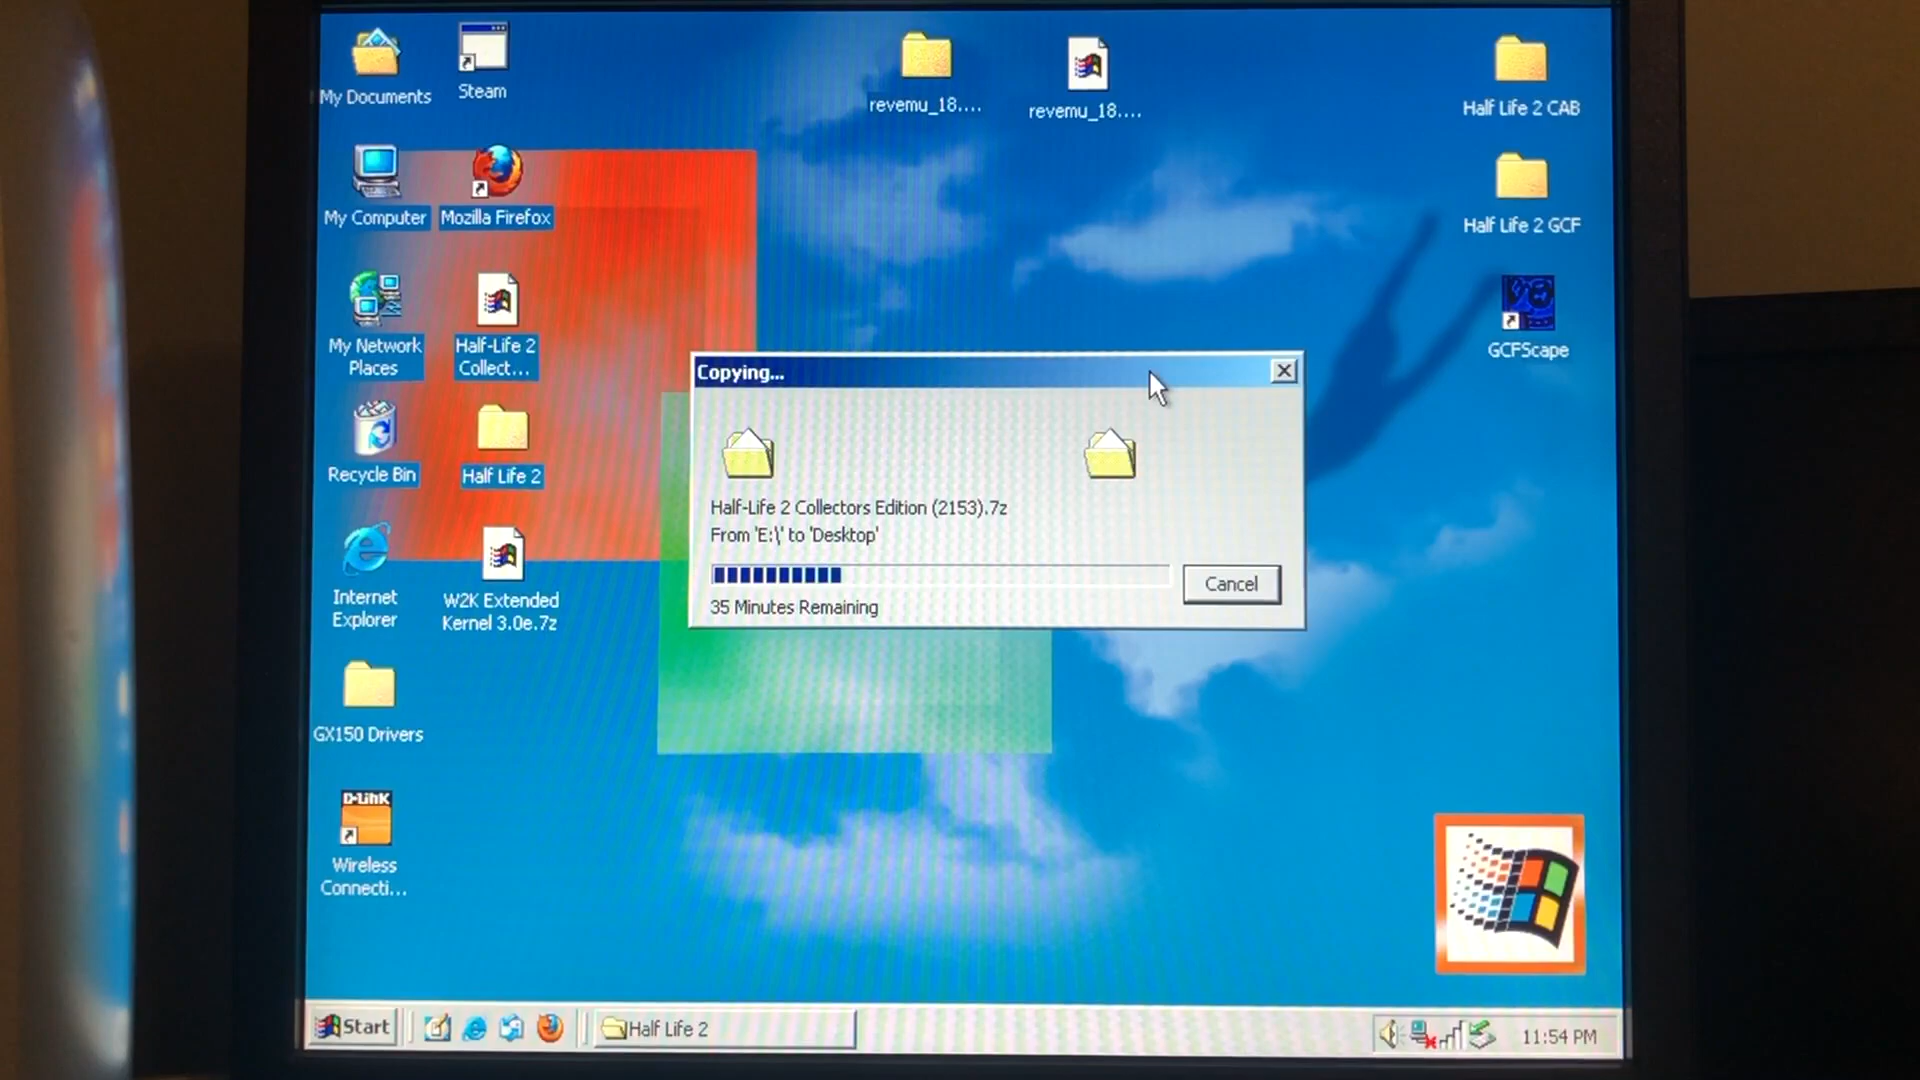 My Documents
Steam
revemu_18....
revemu_18....
Half Life 2 CAB
My Computer
Mozilla Firefox
Half Life 2 GCF
My Network
Places
Half-Life 2
Collect...
GCFScape
Copying...
Recycle Bin
Half Life 2
Half-Life 2 Collectors Edition (2153).7z
From 'E:\' to 'Desktop'
Cancel
35 Minutes Remaining
Internet
Explorer
W2K Extended
Kernel 3.0e.7z
GX150 Drivers
D-Link
Wireless
Connecti...
Start
Half Life 2
11:54 PM